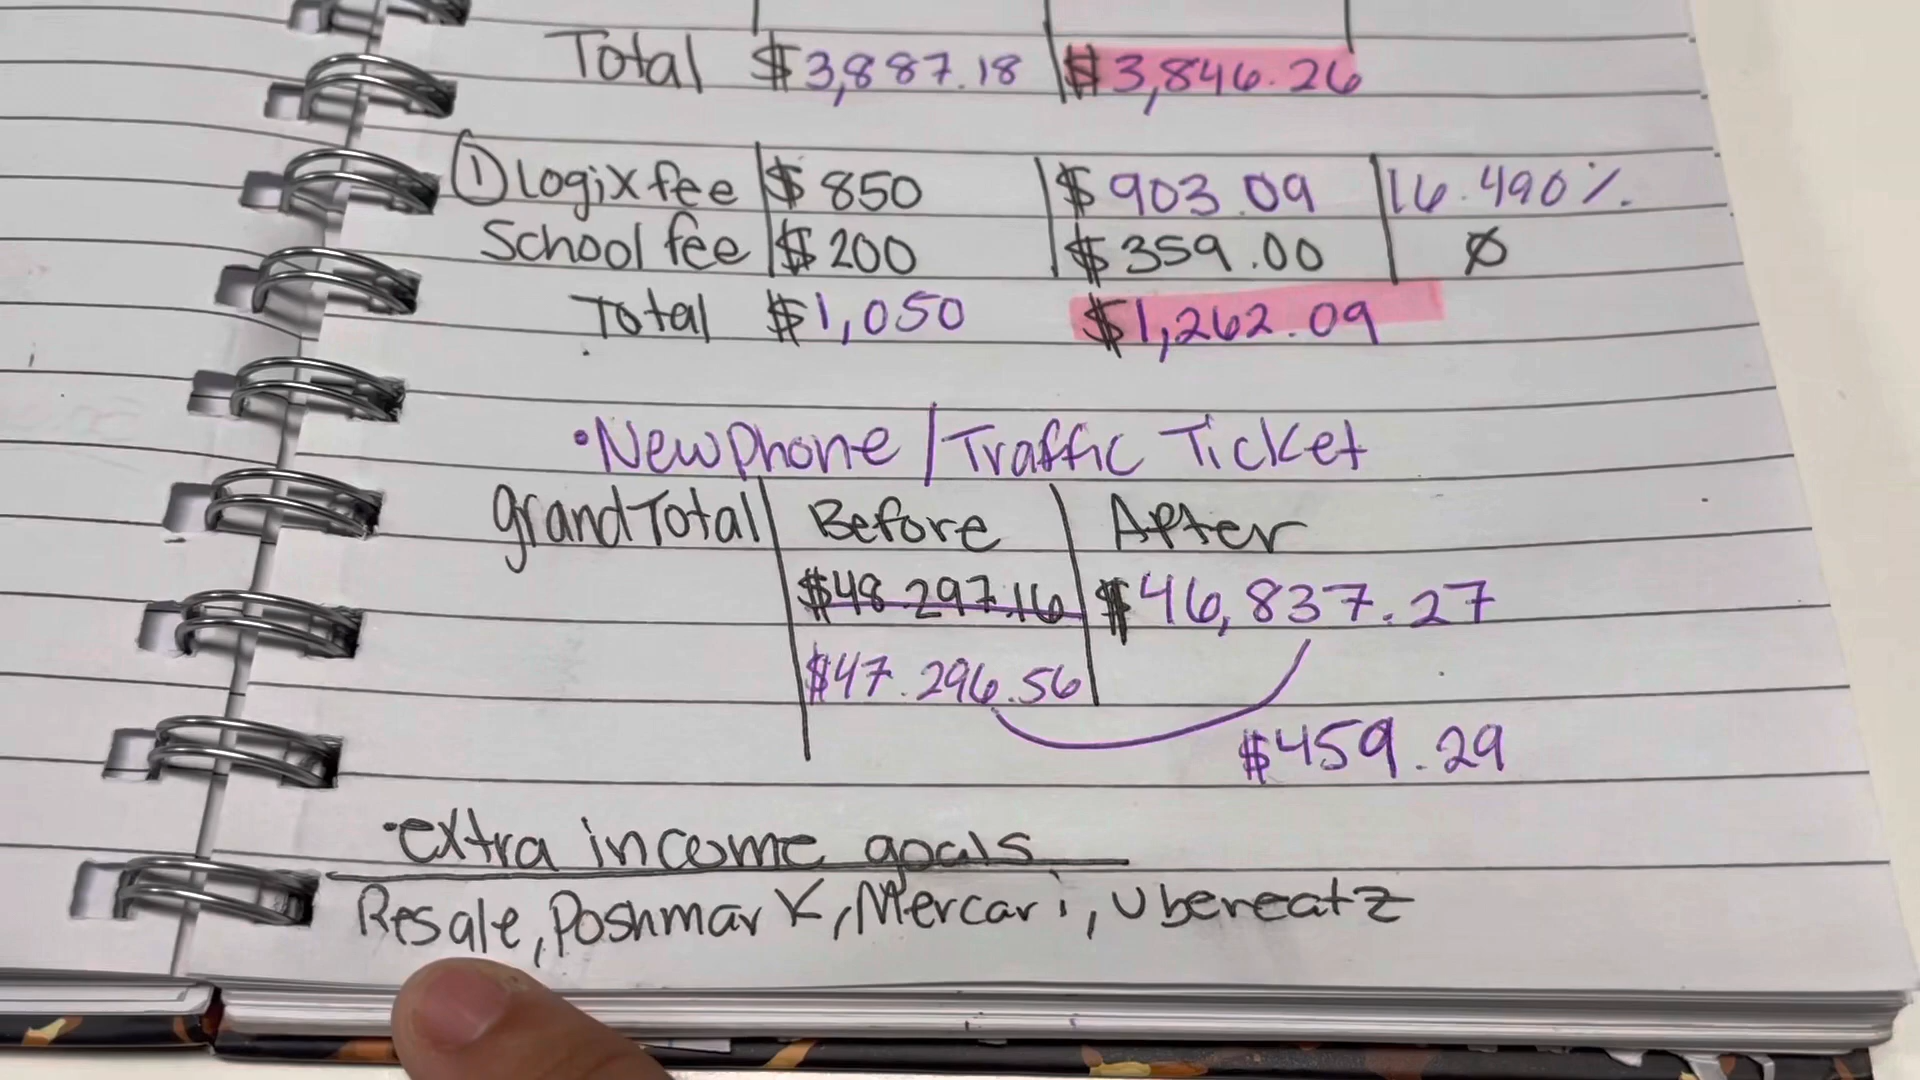 Total $3,887.18 $3,846.26
① Logix fee $850 $903.09 16.490%
School fee $200 $359.00 Ø
Total $1,050 $1,262.09
• New Phone / Traffic Ticket
grand Total Before After
$48.297.16 $46,837.27
$47.296.56
$459.29
• extra income goals
Resale, Poshmark, Mercari, Ubereatz